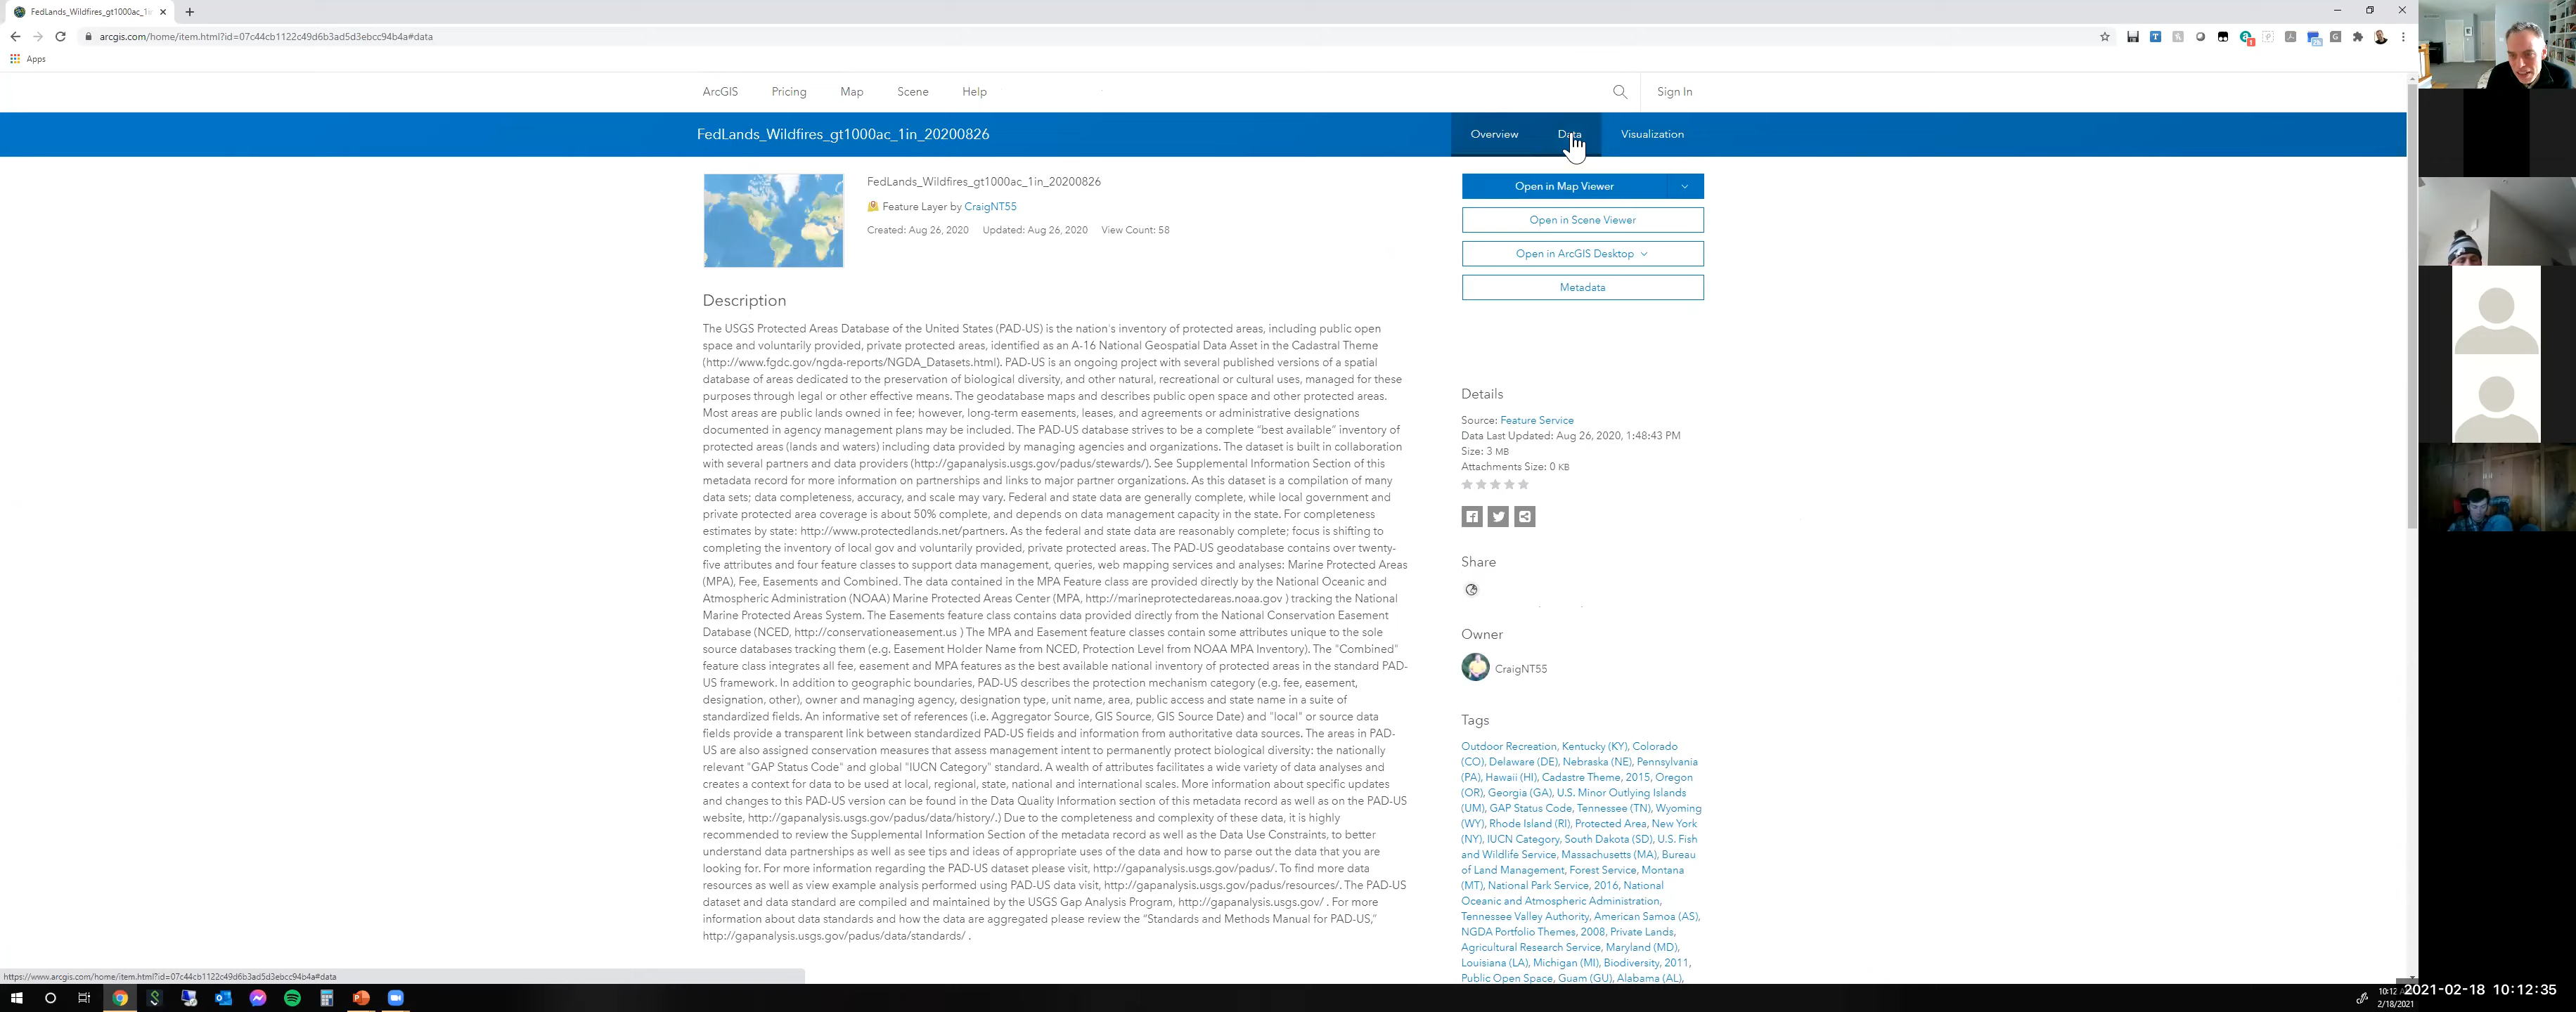 FedLands_Wildfires_gt1000ac_1in
arcgis.com/home/item.html?id=07c44cb1122c49d6b3ad5d3ebcc94b4a#data
Apps
ArcGIS Pricing Map Scene Help Sign In
FedLands_Wildfires_gt1000ac_1in_20200826 Overview Data Visualization
FedLands_Wildfires_gt1000ac_1in_20200826
Feature Layer by CraigNT55
Created: Aug 26, 2020 Updated: Aug 26, 2020 View Count: 58
Open in Map Viewer
Open in Scene Viewer
Open in ArcGIS Desktop
Metadata
Description
The USGS Protected Areas Database of the United States (PAD-US) is the nation's inventory of protected areas, including public open
space and voluntarily provided, private protected areas, identified as an A-16 National Geospatial Data Asset in the Cadastral Theme
(http://www.fgdc.gov/ngda-reports/NGDA_Datasets.html). PAD-US is an ongoing project with several published versions of a spatial
database of areas dedicated to the preservation of biological diversity, and other natural, recreational or cultural uses, managed for these
purposes through legal or other effective means. The geodatabase maps and describes public open space and other protected areas.
Most areas are public lands owned in fee; however, long-term easements, leases, and agreements or administrative designations
documented in agency management plans may be included. The PAD-US database strives to be a complete “best available” inventory of
protected areas (lands and waters) including data provided by managing agencies and organizations. The dataset is built in collaboration
with several partners and data providers (http://gapanalysis.usgs.gov/padus/stewards/). See Supplemental Information Section of this
metadata record for more information on partnerships and links to major partner organizations. As this dataset is a compilation of many
data sets; data completeness, accuracy, and scale may vary. Federal and state data are generally complete, while local government and
private protected area coverage is about 50% complete, and depends on data management capacity in the state. For completeness
estimates by state: http://www.protectedlands.net/partners. As the federal and state data are reasonably complete; focus is shifting to
completing the inventory of local gov and voluntarily provided, private protected areas. The PAD-US geodatabase contains over twenty-
five attributes and four feature classes to support data management, queries, web mapping services and analyses: Marine Protected Areas
(MPA), Fee, Easements and Combined. The data contained in the MPA Feature class are provided directly by the National Oceanic and
Atmospheric Administration (NOAA) Marine Protected Areas Center (MPA, http://marineprotectedareas.noaa.gov ) tracking the National
Marine Protected Areas System. The Easements feature class contains data provided directly from the National Conservation Easement
Database (NCED, http://conservationeasement.us ) The MPA and Easement feature classes contain some attributes unique to the sole
source databases tracking them (e.g. Easement Holder Name from NCED, Protection Level from NOAA MPA Inventory). The "Combined"
feature class integrates all fee, easement and MPA features as the best available national inventory of protected areas in the standard PAD-
US framework. In addition to geographic boundaries, PAD-US describes the protection mechanism category (e.g. fee, easement,
designation, other), owner and managing agency, designation type, unit name, area, public access and state name in a suite of
standardized fields. An informative set of references (i.e. Aggregator Source, GIS Source, GIS Source Date) and "local" or source data
fields provide a transparent link between standardized PAD-US fields and information from authoritative data sources. The areas in PAD-
US are also assigned conservation measures that assess management intent to permanently protect biological diversity: the nationally
relevant "GAP Status Code" and global "IUCN Category" standard. A wealth of attributes facilitates a wide variety of data analyses and
creates a context for data to be used at local, regional, state, national and international scales. More information about specific updates
and changes to this PAD-US version can be found in the Data Quality Information section of this metadata record as well as on the PAD-US
website, http://gapanalysis.usgs.gov/padus/data/history/.) Due to the completeness and complexity of these data, it is highly
recommended to review the Supplemental Information Section of the metadata record as well as the Data Use Constraints, to better
understand data partnerships as well as see tips and ideas of appropriate uses of the data and how to parse out the data that you are
looking for. For more information regarding the PAD-US dataset please visit, http://gapanalysis.usgs.gov/padus/. To find more data
resources as well as view example analysis performed using PAD-US data visit, http://gapanalysis.usgs.gov/padus/resources/. The PAD-US
dataset and data standard are compiled and maintained by the USGS Gap Analysis Program, http://gapanalysis.usgs.gov/ . For more
information about data standards and how the data are aggregated please review the “Standards and Methods Manual for PAD-US,”
http://gapanalysis.usgs.gov/padus/data/standards/ .
Details
Source: Feature Service
Data Last Updated: Aug 26, 2020, 1:48:43 PM
Size: 3 MB
Attachments Size: 0 KB
Share
Owner
CraigNT55
Tags
Outdoor Recreation, Kentucky (KY), Colorado
(CO), Delaware (DE), Nebraska (NE), Pennsylvania
(PA), Hawaii (HI), Cadastre Theme, 2015, Oregon
(OR), Georgia (GA), U.S. Minor Outlying Islands
(UM), GAP Status Code, Tennessee (TN), Wyoming
(WY), Rhode Island (RI), Protected Area, New York
(NY), IUCN Category, South Dakota (SD), U.S. Fish
and Wildlife Service, Massachusetts (MA), Bureau
of Land Management, Forest Service, Montana
(MT), National Park Service, 2016, National
Oceanic and Atmospheric Administration,
Tennessee Valley Authority, American Samoa (AS),
NGDA Portfolio Themes, 2008, Private Lands,
Agricultural Research Service, Maryland (MD),
Louisiana (LA), Michigan (MI), Biodiversity, 2011,
Public Open Space, Guam (GU), Alabama (AL),
https://www.arcgis.com/home/item.html?id=07c44cb1122c49d6b3ad5d3ebcc94b4a#data
10:12
2/18/2021
2021-02-18 10:12:35